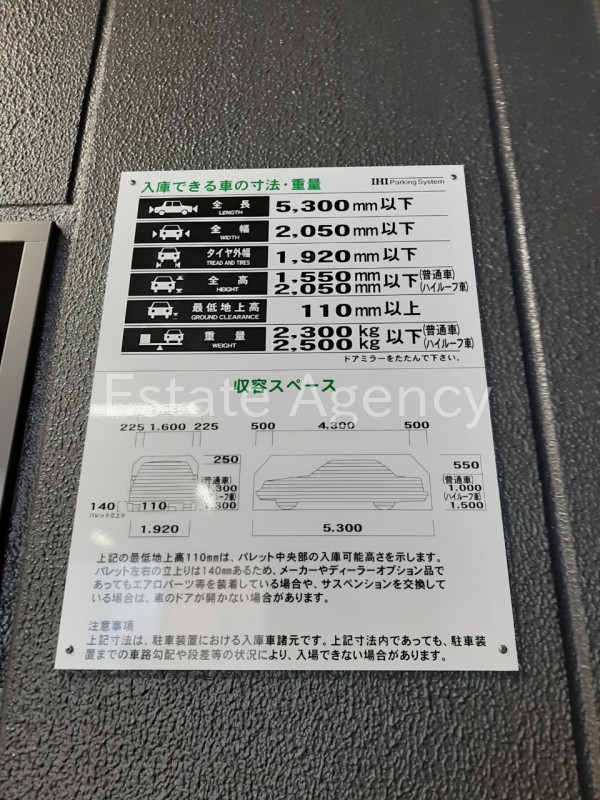 入庫できる車の寸法・重量
IHI Parking System
全長 LENGTH 5,300mm以下
全幅 WIDTH 2,050mm以下
タイヤ外幅 TREAD AND TIRES 1,920mm以下
全高 HEIGHT 1,550mm 2,050mm 以下 (普通車) (ハイルーフ車)
最低地上高 GROUND CLEARANCE 110mm以上
重量 WEIGHT 2,300kg 2,500kg 以下 (普通車) (ハイルーフ車)
ドアミラーをたたんで下さい。
収容スペース
Estate Agency
225 1,600 225 500 4,300 500
250 550
(普通車) (普通車)
1.000
(ハイルーフ車) (ハイルーフ車)
1.500
140 110
パレット立上り
1.920 5.300
上記の最低地上高110mmは、パレット中央部の入庫可能高さを示します。
パレット左右の立上りは140mmあるため、メーカーやディーラーオプション品で
あってもエアロパーツ等を装着している場合や、サスペンションを交換して
いる場合は、車のドアが開かない場合があります。
注意事項
上記寸法は、駐車装置における入庫車諸元です。上記寸法内であっても、駐車装
置までの車路勾配や段差等の状況により、入場できない場合があります。